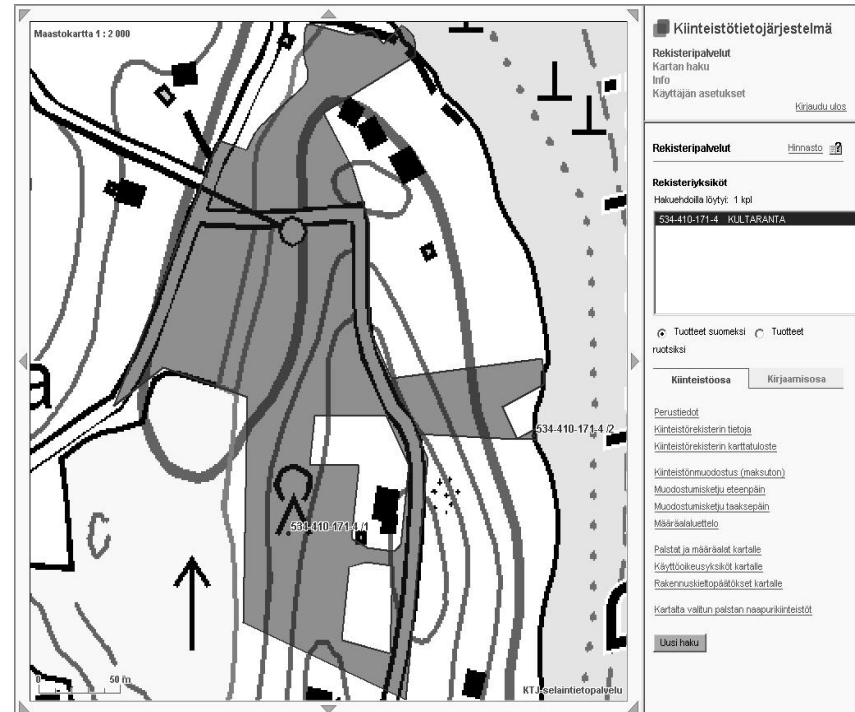 Maastokartta 1 : 2 000
534-410-171-4 /2
534-410-171-4 /1
0 50 m
KTJ-selaintietopalvelu
a
Kiinteistötietojärjestelmä
Rekisteripalvelut
Kartan haku
Info
Käyttäjän asetukset
Kirjaudu ulos
Rekisteripalvelut Hinnasto
Rekisteriyksiköt
Hakuehdoilla löytyi: 1 kpl
534-410-171-4 KULTARANTA
Tuotteet suomeksi Tuotteet
ruotsiksi
Kiinteistöosa Kirjaamisosa
Perustiedot
Kiinteistörekisterin tietoja
Kiinteistörekisterin karttatuloste
Kiinteistönmuodostus (maksuton)
Muodostumisketju eteenpäin
Muodostumisketju taaksepäin
Määräalaluettelo
Palstat ja määräalat kartalle
Käyttöoikeusyksiköt kartalle
Rakennuskieltopäätökset kartalle
Kartalta valitun palstan naapurikiinteistöt
Uusi haku